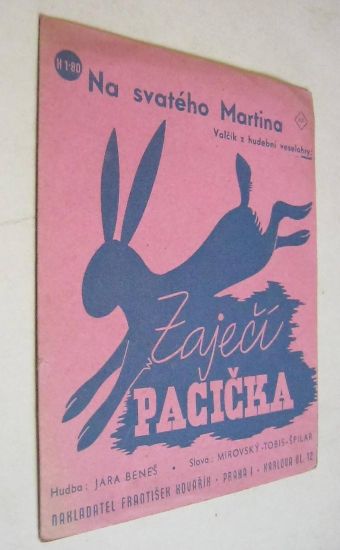 H 1·80
Na svatého Martina
Valčík z hudební veselohry:
Zaječí
PACIČKA
Hudba: JÁRA BENEŠ • Slova: MIROVSKÝ-TOBIS-ŠPILAR
NAKLADATEL FRANTIŠEK KOVAŘÍK - PRAHA I - KARLOVA UL. 12